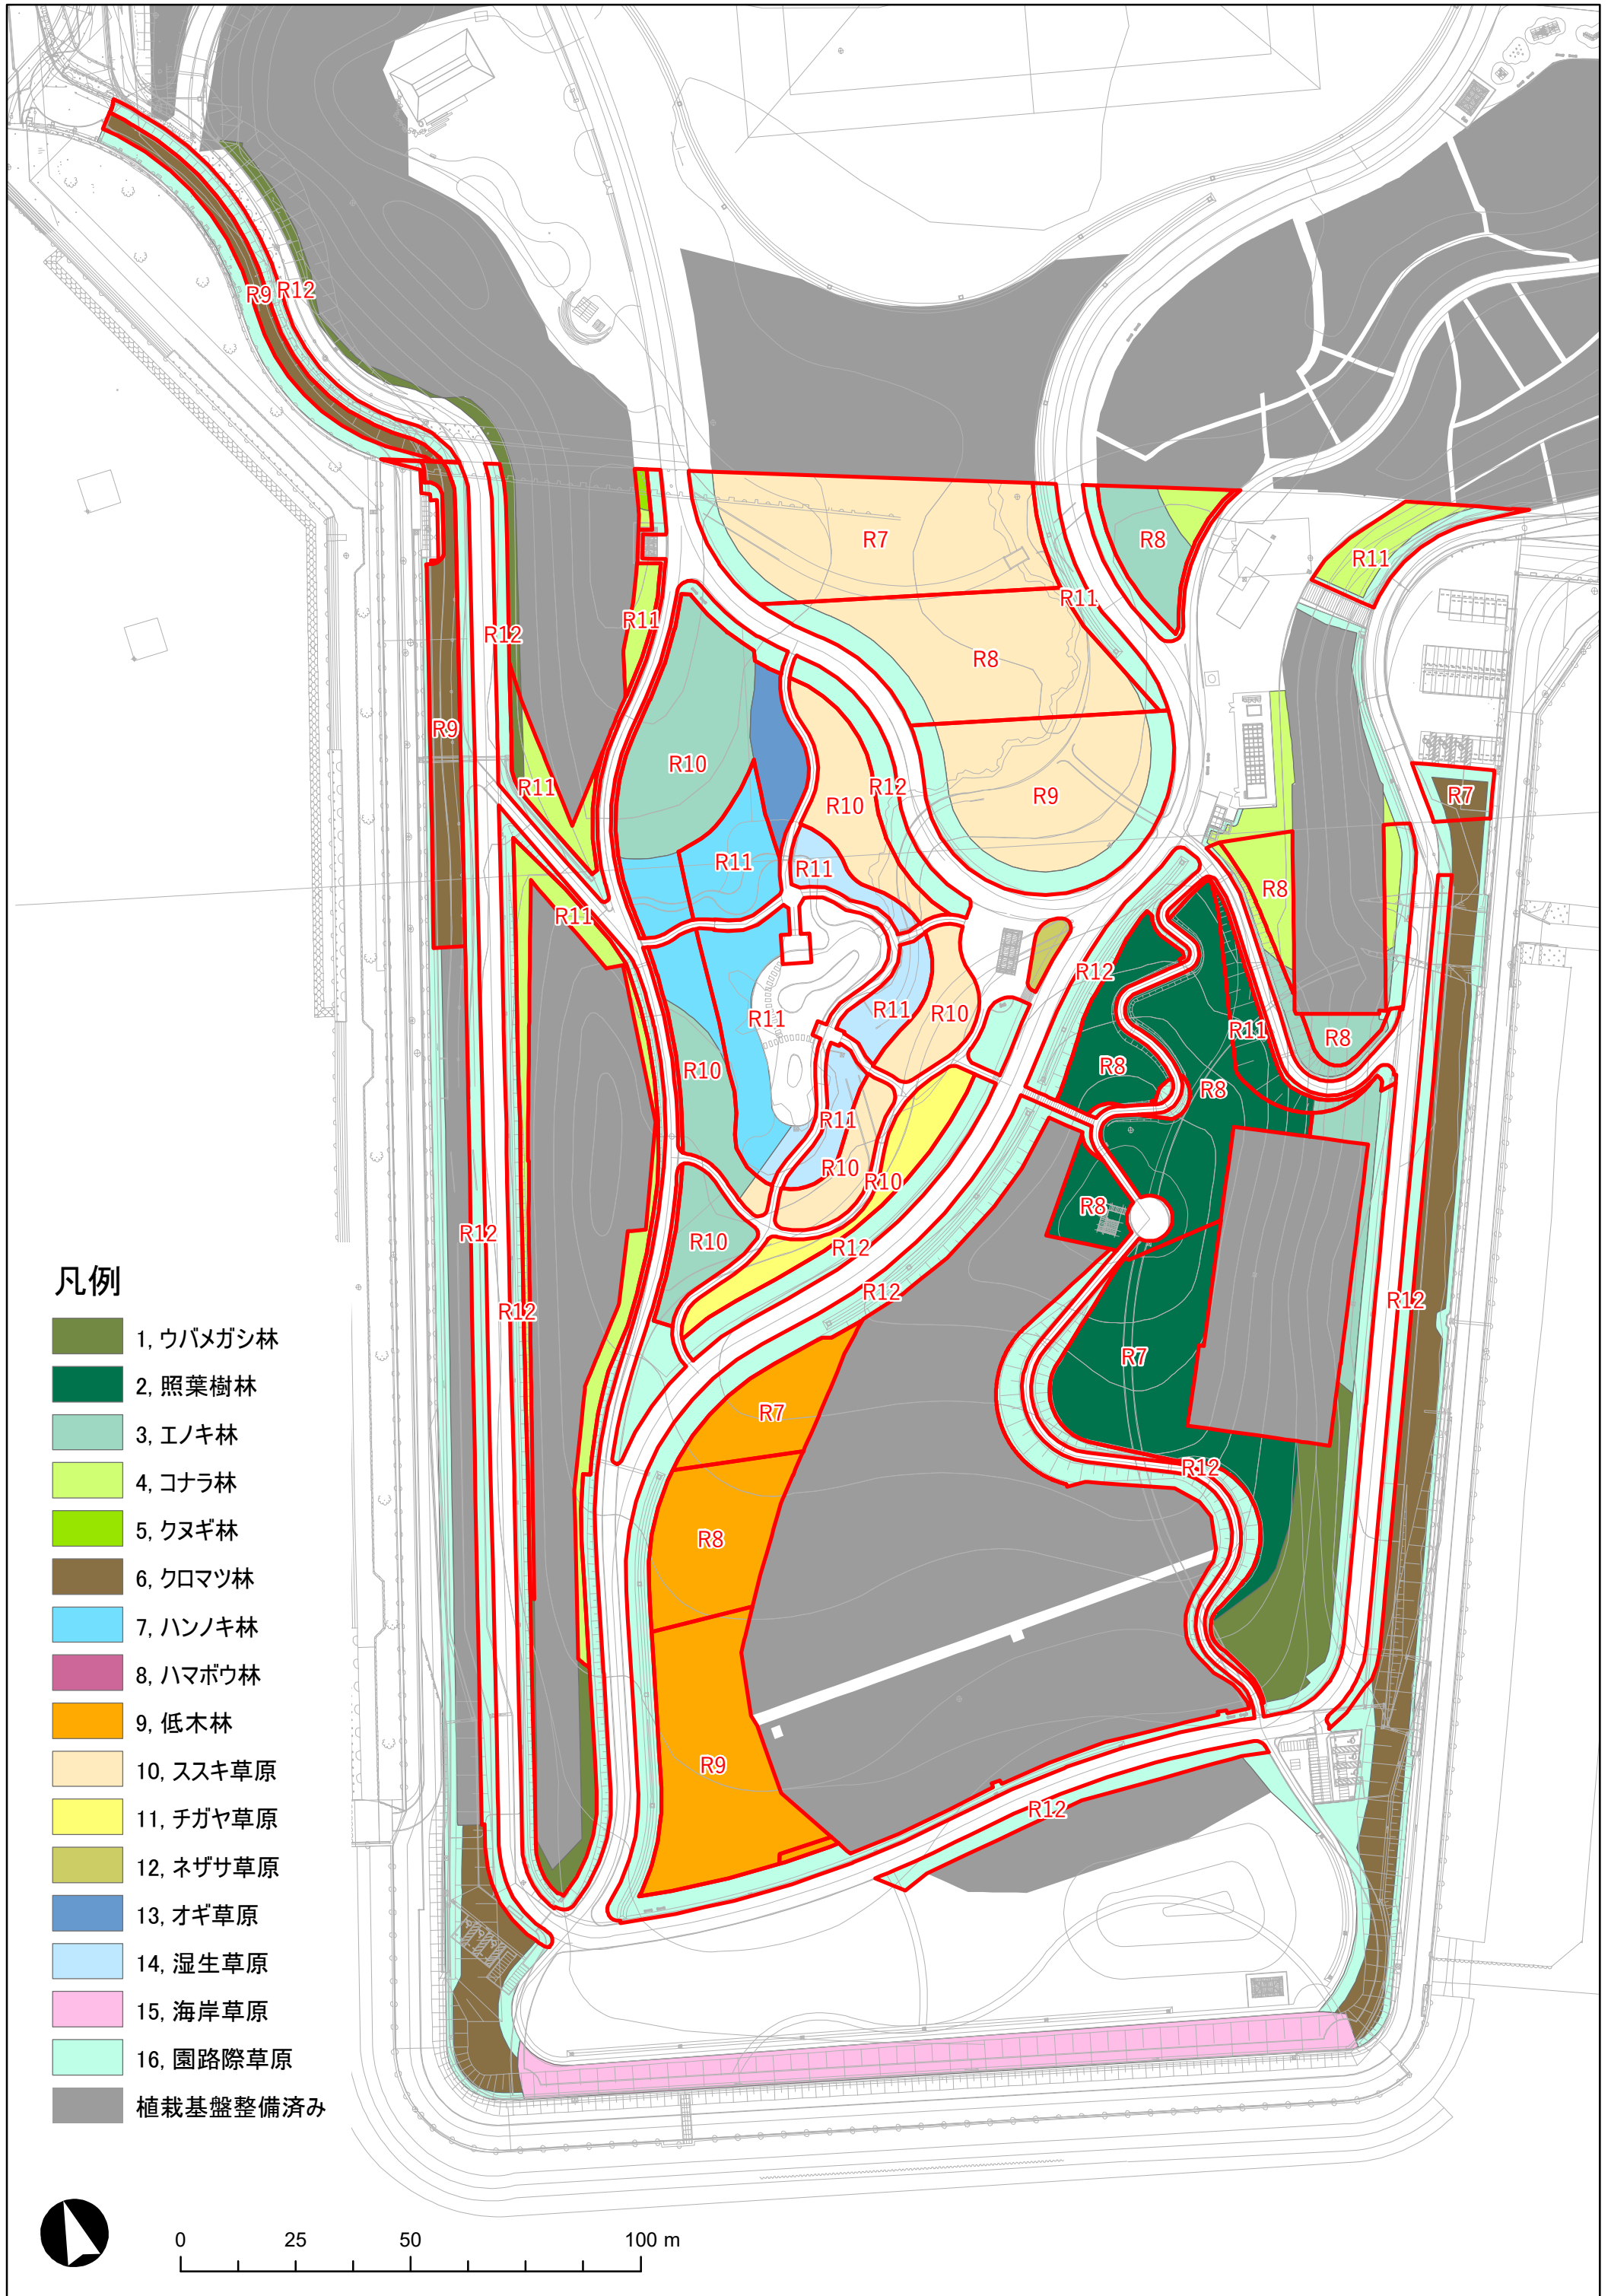 R9
R12
R7
R8
R11
R11
R11
R8
R12
R10
R9
R11
R10
R12
R9
R7
R11
R11
R8
R11
R12
R11
R10
R11
R8
R8
R10
R8
R11
R10
R10
R8
R12
R10
R12
R12
R12
R12
R7
R7
R12
R8
R9
R12
凡例
1, ウバメガシ林
2, 照葉樹林
3, エノキ林
4, コナラ林
5, クヌギ林
6, クロマツ林
7, ハンノキ林
8, ハマボウ林
9, 低木林
10, ススキ草原
11, チガヤ草原
12, ネザサ草原
13, オギ草原
14, 湿生草原
15, 海岸草原
16, 園路際草原
植栽基盤整備済み
0 25 50 100 m